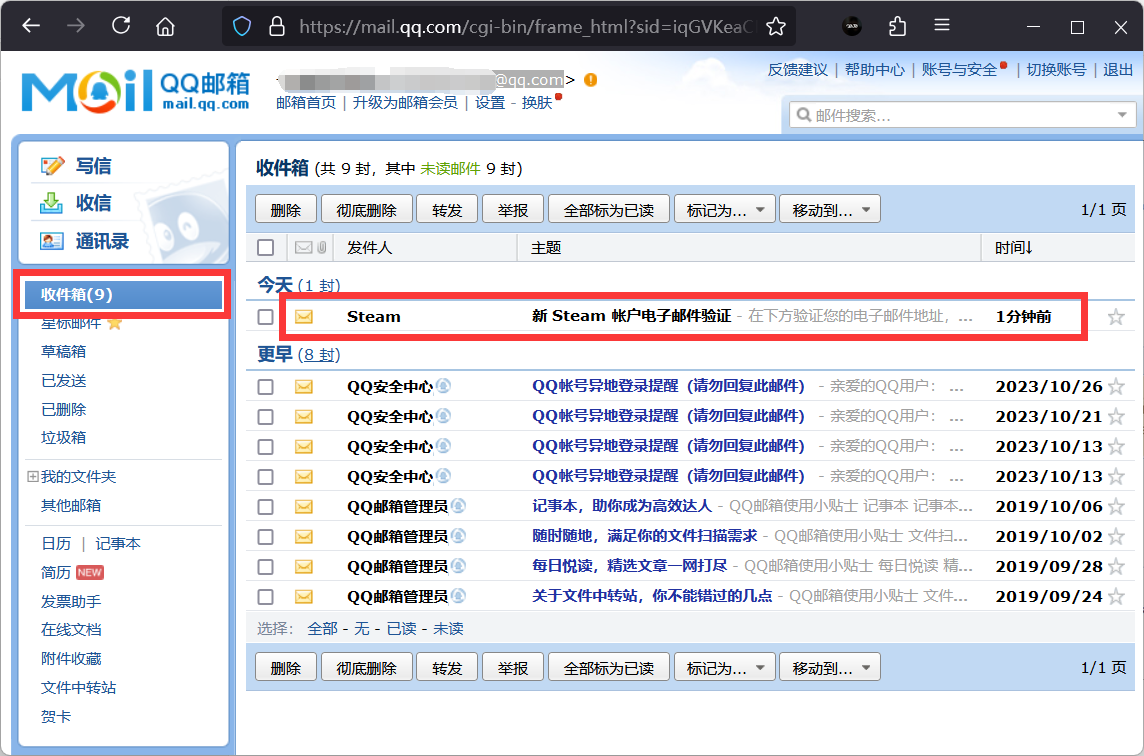 https://mail.qq.com/cgi-bin/frame_html?sid=iqGVKeaC
MOil QQ邮箱 mail.qq.com
@qq.com>
邮箱首页 | 升级为邮箱会员 | 设置 - 换肤
反馈建议 | 帮助中心 | 账号与安全 | 切换账号 | 退出
邮件搜索...
写信
收信
通讯录
收件箱(9)
星标邮件
草稿箱
已发送
已删除
垃圾箱
我的文件夹
其他邮箱
日历 | 记事本
简历 NEW
发票助手
在线文档
附件收藏
文件中转站
贺卡
收件箱 (共 9 封，其中 未读邮件 9 封)
删除 彻底删除 转发 举报 全部标为已读 标记为... 移动到... 1/1 页
发件人 主题 时间↓
今天 (1 封)
Steam 新 Steam 帐户电子邮件验证 - 在下方验证您的电子邮件地址， ... 1分钟前
更早 (8 封)
QQ安全中心 QQ帐号异地登录提醒（请勿回复此邮件） - 亲爱的QQ用户： ... 2023/10/26
QQ安全中心 QQ帐号异地登录提醒（请勿回复此邮件） - 亲爱的QQ用户： ... 2023/10/21
QQ安全中心 QQ帐号异地登录提醒（请勿回复此邮件） - 亲爱的QQ用户： ... 2023/10/13
QQ安全中心 QQ帐号异地登录提醒（请勿回复此邮件） - 亲爱的QQ用户： ... 2023/10/13
QQ邮箱管理员 记事本，助你成为高效达人 - QQ邮箱使用小贴士 记事本 记事本... 2019/10/06
QQ邮箱管理员 随时随地，满足你的文件扫描需求 - QQ邮箱使用小贴士 文件扫... 2019/10/02
QQ邮箱管理员 每日悦读，精选文章一网打尽 - QQ邮箱使用小贴士 每日悦读 精... 2019/09/28
QQ邮箱管理员 关于文件中转站，你不能错过的几点 - QQ邮箱使用小贴士 文件... 2019/09/24
选择： 全部 - 无 - 已读 - 未读
删除 彻底删除 转发 举报 全部标为已读 标记为... 移动到... 1/1 页